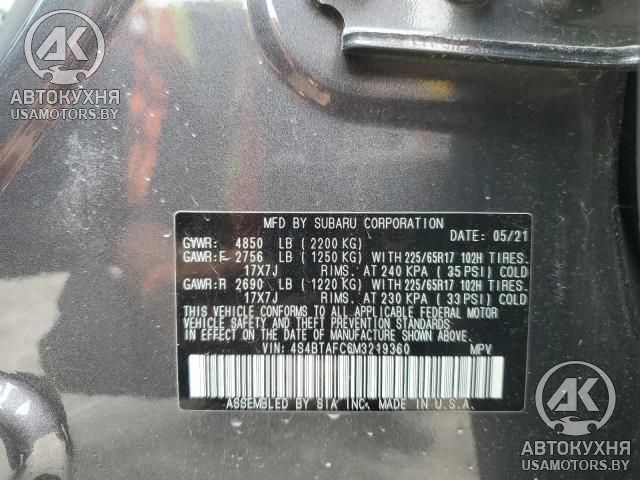 AK
АВТОКУХНЯ
USAMOTORS.BY
MFD BY SUBARU CORPORATION
GVWR: 4850 LB ( 2200 KG) DATE: 05/21
GAWR:F 2756 LB ( 1250 KG) WITH 225/65R17 102H TIRES.
17X7J RIMS. AT 240 KPA ( 35 PSI) COLD
GAWR:R 2690 LB ( 1220 KG) WITH 225/65R17 102H TIRES.
17X7J RIMS. AT 230 KPA ( 33 PSI) COLD
THIS VEHICLE CONFORMS TO ALL APPLICABLE FEDERAL MOTOR
VEHICLE SAFETY AND BUMPER STANDARDS IN EFFECT ON THE
DATE OF MANUFACTURE SHOWN ABOVE.
VIN: 4S4BTAFC6M3219360 MPV
ASSEMBLED BY SIA INC. MADE IN U.S.A.
AK
АВТОКУХНЯ
USAMOTORS.BY